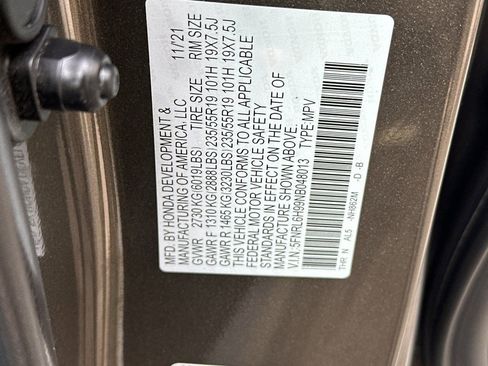 MFD. BY HONDA DEVELOPMENT & 11/21
MANUFACTURING OF AMERICA, LLC
GVWR 2730 KG(6019LBS) TIRE SIZE RIM SIZE
GAWR F 1310 KG(2888LBS)235/55R19 101H 19X7.5J
GAWR R 1465 KG(3230LBS)235/55R19 101H 19X7.5J
THIS VEHICLE CONFORMS TO ALL APPLICABLE
FEDERAL MOTOR VEHICLE SAFETY
STANDARDS IN EFFECT ON THE DATE OF
MANUFACTURE SHOWN ABOVE.
V.I.N: 5FNRL6H99NB048013 TYPE:MPV
THR N AL5 -NH862M -D -B